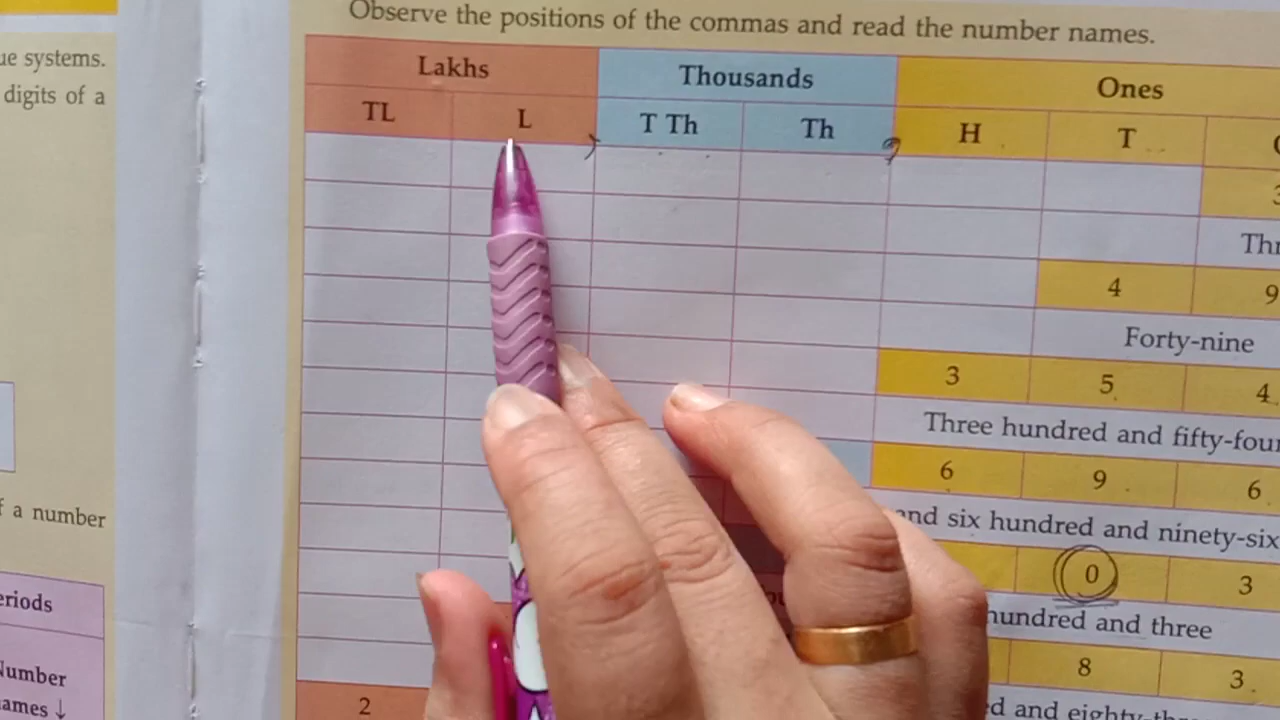 ue systems.
digits of a
f a number
eriods
Number
ames ↓
Observe the positions of the commas and read the number names.
Lakhs Thousands Ones
TL L , T Th Th , H T
3
4 9
Forty-nine
3 5 4
Three hundred and fifty-four
6 9 6
and six hundred and ninety-six
0 3
hundred and three
8 3
2